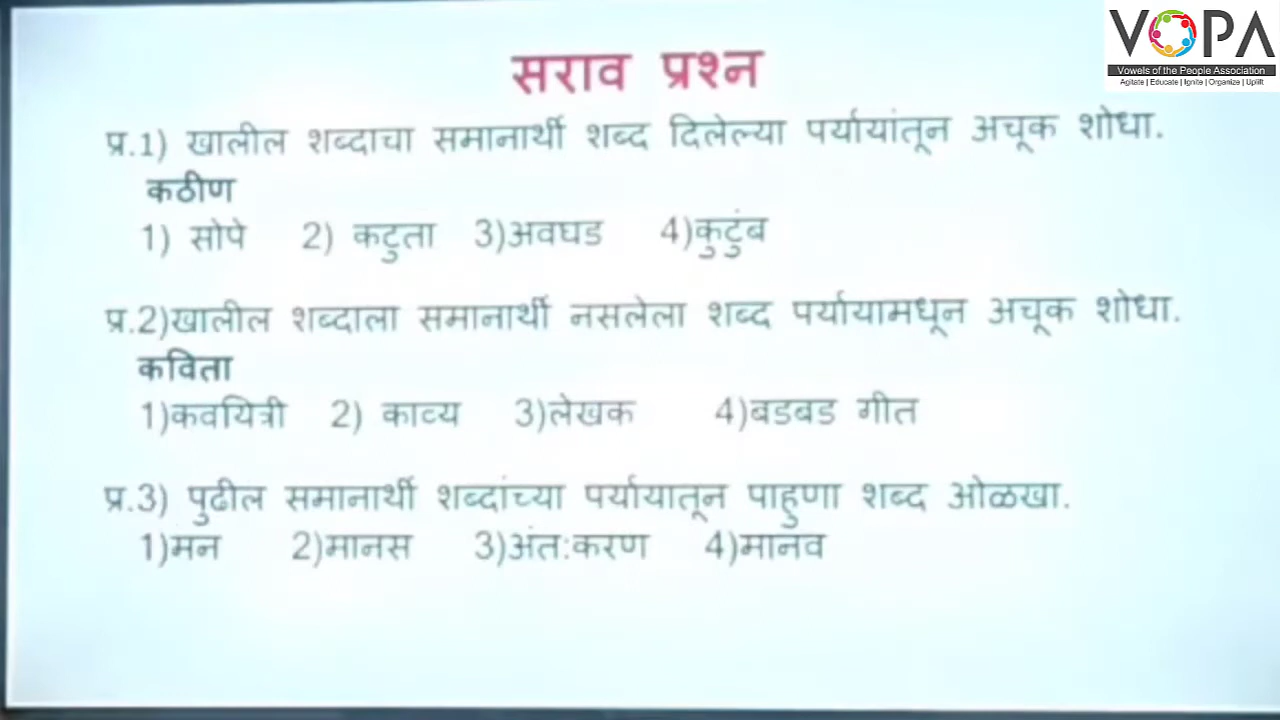 VOPA
Vowels of the People Association
Agitate | Educate | Ignite | Organize | Uplift
सराव प्रश्न
प्र.1) खालील शब्दाचा समानार्थी शब्द दिलेल्या पर्यायांतून अचूक शोधा.
कठीण
1) सोपे 2) कटुता 3)अवघड 4)कुटुंब
प्र.2)खालील शब्दाला समानार्थी नसलेला शब्द पर्यायामधून अचूक शोधा.
कविता
1)कवयित्री 2) काव्य 3)लेखक 4)बडबड गीत
प्र.3) पुढील समानार्थी शब्दांच्या पर्यायातून पाहुणा शब्द ओळखा.
1)मन 2)मानस 3)अंत:करण 4)मानव